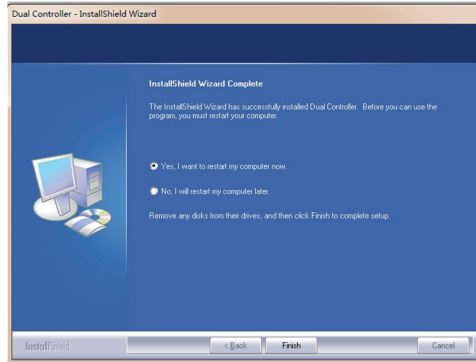 Dual Controller - InstallShield Wizard
InstallShield Wizard Complete
The InstallShield Wizard has successfully installed Dual Controller.  Before you can use the
program, you must restart your computer.
Yes, I want to restart my computer now.
No, I will restart my computer later.
Remove any disks from their drives, and then click Finish to complete setup.
InstallShield
< Back
Finish
Cancel